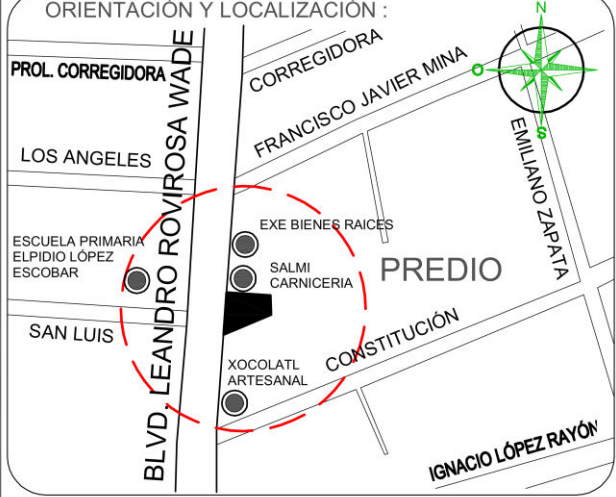 ORIENTACIÓN Y LOCALIZACIÓN :
N
O
S
PROL. CORREGIDORA
CORREGIDORA
FRANCISCO JAVIER MINA
EMILIANO ZAPATA
LOS ANGELES
BLVD. LEANDRO ROVIROSA WADE
EXE BIENES RAICES
ESCUELA PRIMARIA
ELPIDIO LÓPEZ
ESCOBAR
SALMI
CARNICERIA
PREDIO
SAN LUIS
CONSTITUCIÓN
XOCOLATL
ARTESANAL
IGNACIO LÓPEZ RAYÓN